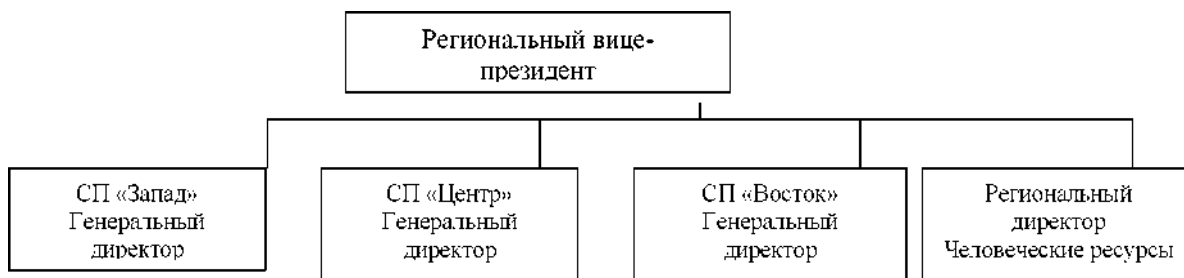 Региональный вице-
президент
СП «Запад»
Генеральный
директор
СП «Центр»
Генеральный
директор
СП «Восток»
Генеральный
директор
Региональный
директор
Человеческие ресурсы